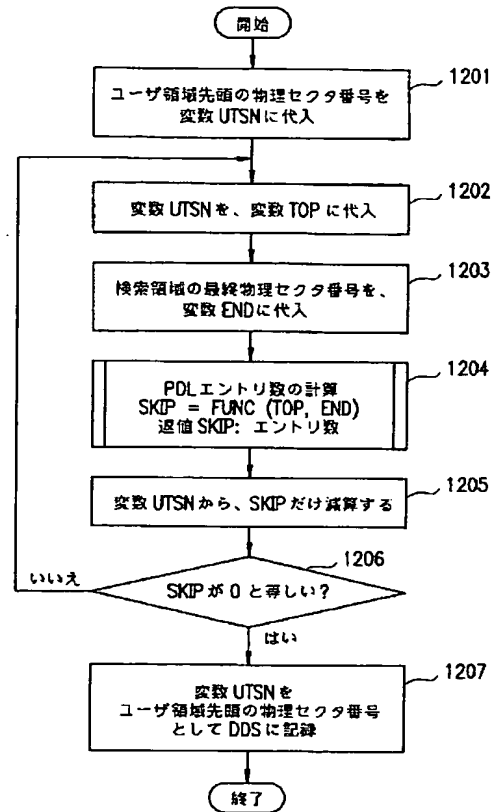 開始
1201
ユーザ領域先頭の物理セクタ番号を
変数 UTSN に代入
1202
変数 UTSN を、変数 TOP に代入
1203
検索領域の最終物理セクタ番号を、
変数 END に代入
1204
PDL エントリ数の計算
SKIP = FUNC (TOP, END)
返値 SKIP: エントリ数
1205
変数 UTSN から、SKIP だけ減算する
1206
SKIP が 0 と等しい?
いいえ
はい
1207
変数 UTSN を
ユーザ領域先頭の物理セクタ番号
として DDS に記録
終了